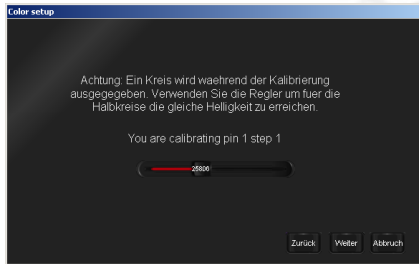 Color setup
Achtung: Ein Kreis wird waehrend der Kalibrierung
ausgegegeben. Verwenden Sie die Regler um fuer die
Halbkreise die gleiche Helligkeit zu erreichen.
You are calibrating pin 1 step 1
25806
Zurück Weiter Abbruch